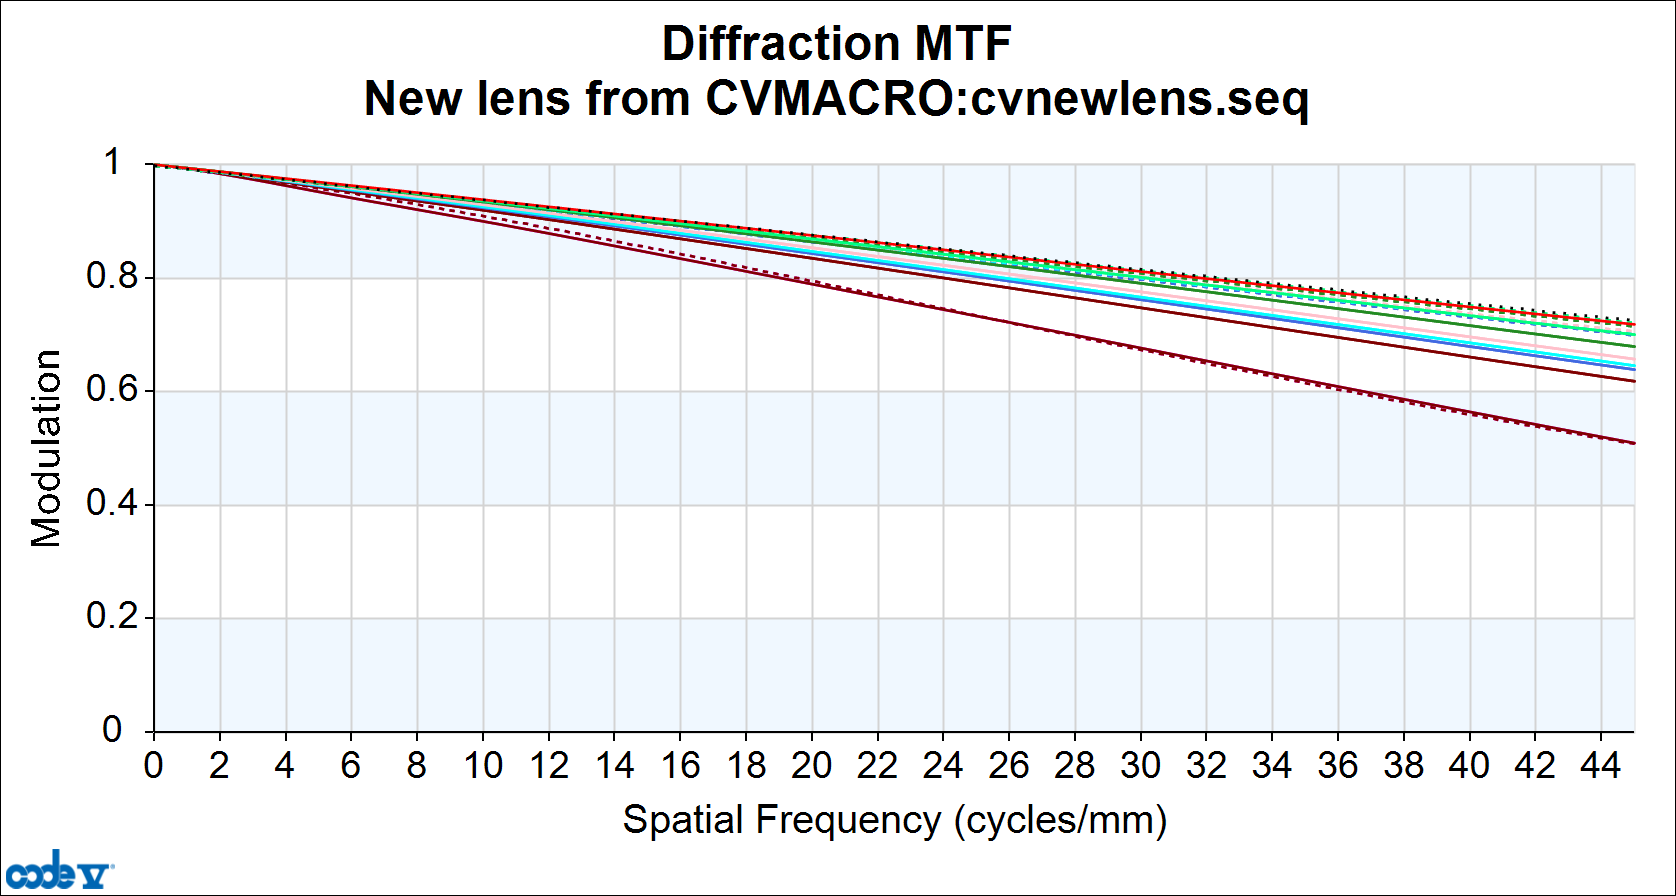 Diffraction MTF
New lens from CVMACRO:cvnewlens.seq
1
0.8
0.6
0.4
0.2
0
Modulation
0 2 4 6 8 10 12 14 16 18 20 22 24 26 28 30 32 34 36 38 40 42 44
Spatial Frequency (cycles/mm)
code V